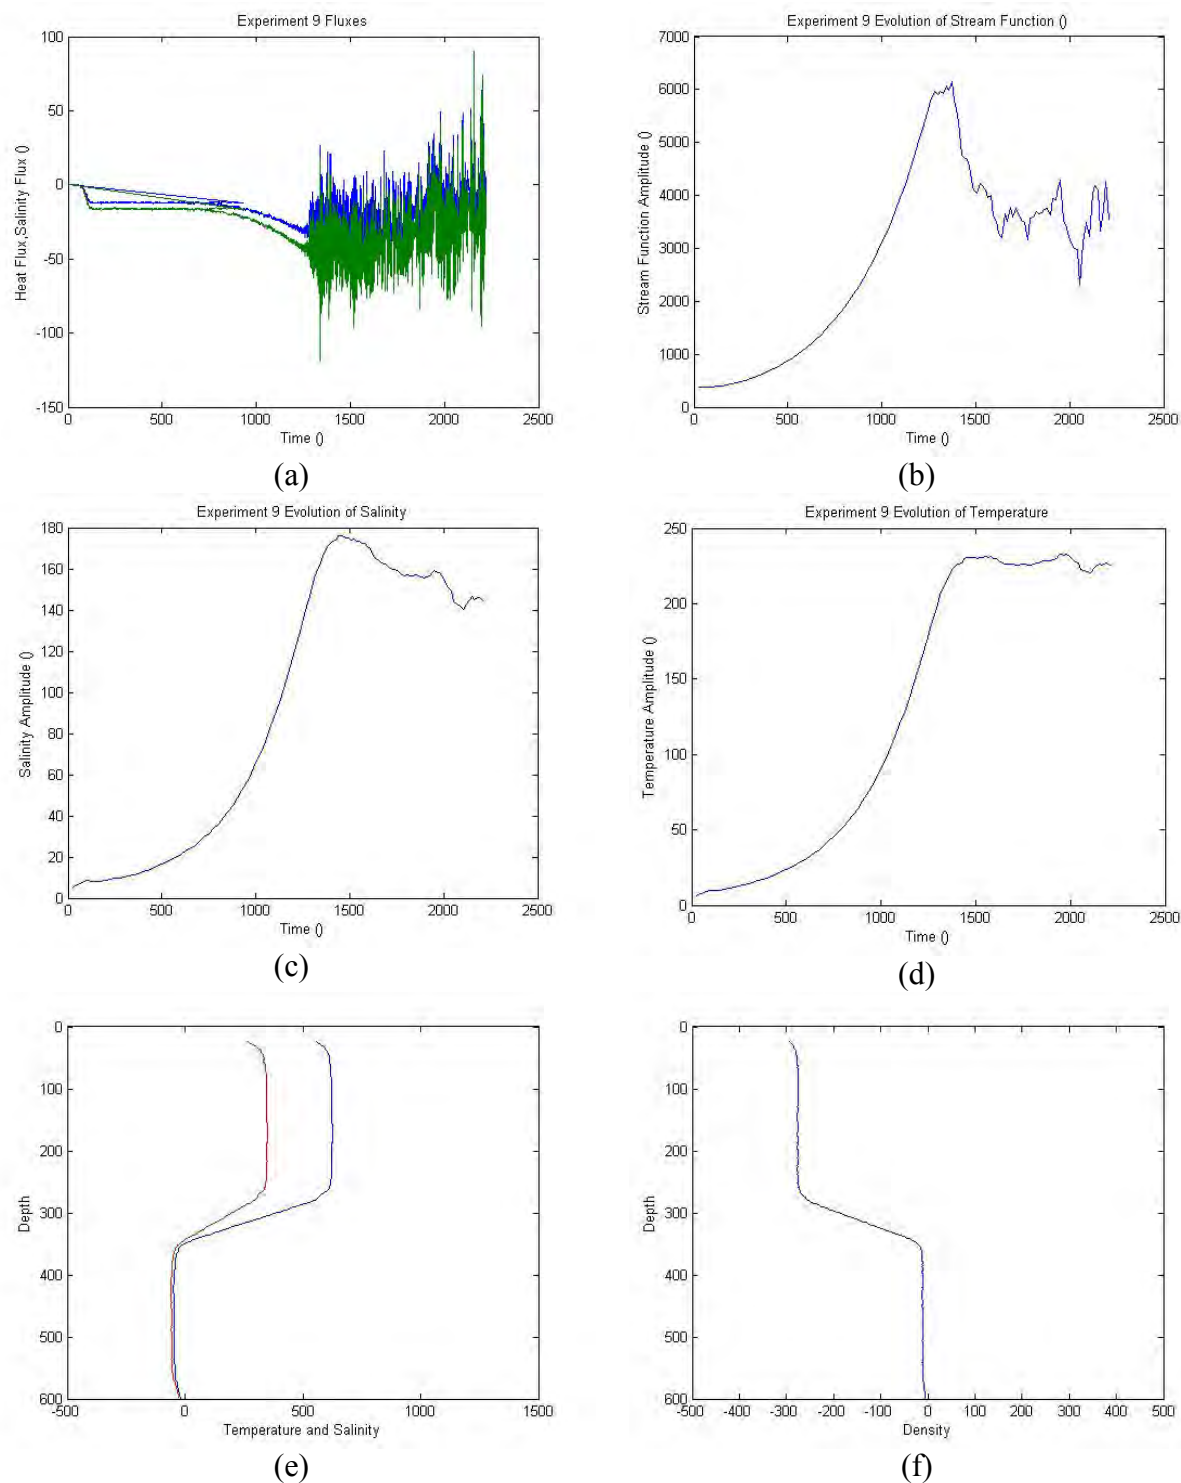 Experiment 9 Fluxes
100
50
0
-50
-100
-150
Heat Flux,Salinity Flux ()
0 500 1000 1500 2000 2500
Time ()
(a)
Experiment 9 Evolution of Stream Function ()
7000
6000
5000
4000
3000
2000
1000
0
Stream Function Amplitude ()
0 500 1000 1500 2000 2500
Time ()
(b)
Experiment 9 Evolution of Salinity
180
160
140
120
100
80
60
40
20
0
Salinity Amplitude ()
0 500 1000 1500 2000 2500
Time ()
(c)
Experiment 9 Evolution of Temperature
250
200
150
100
50
0
Temperature Amplitude ()
0 500 1000 1500 2000 2500
Time ()
(d)
0
100
200
300
400
500
600
Depth
-500 0 500 1000 1500
Temperature and Salinity
(e)
0
100
200
300
400
500
600
Depth
-500 -400 -300 -200 -100 0 100 200 300 400 500
Density
(f)